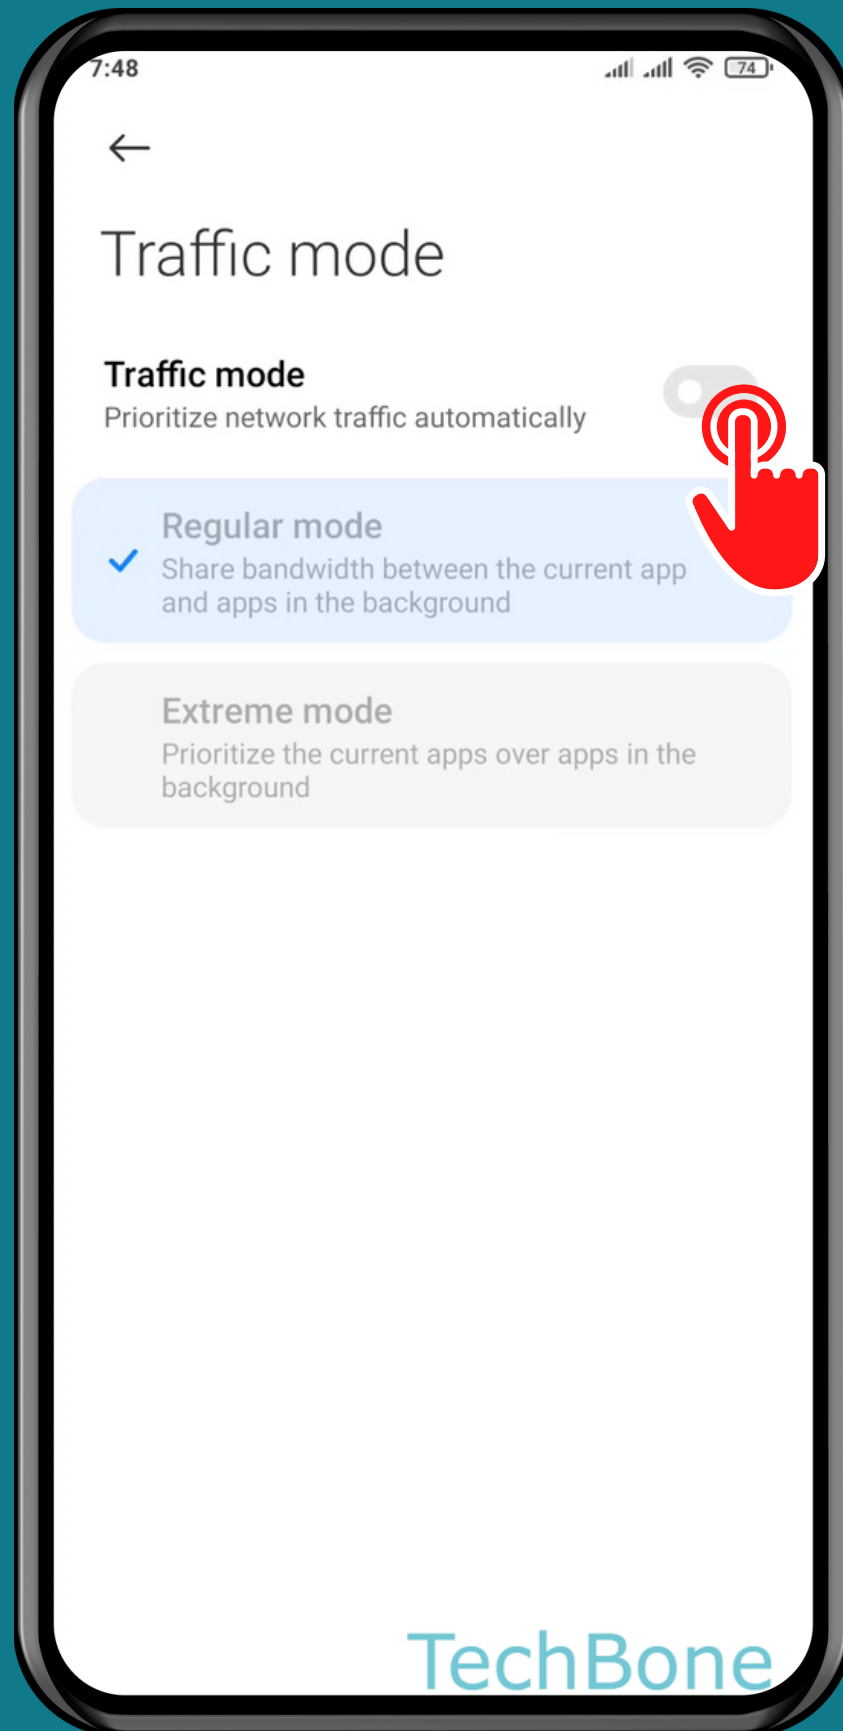 7:48
74
Traffic mode
Traffic mode
Prioritize network traffic automatically
Regular mode
Share bandwidth between the current app
and apps in the background
Extreme mode
Prioritize the current apps over apps in the
background
TechBone